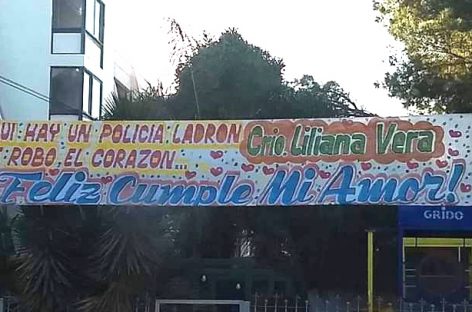 UI HAY UN POLICIA LADRON
ROBO EL CORAZON...
Crio Liliana Vera
Feliz Cumple Mi Amor!
GRIDO